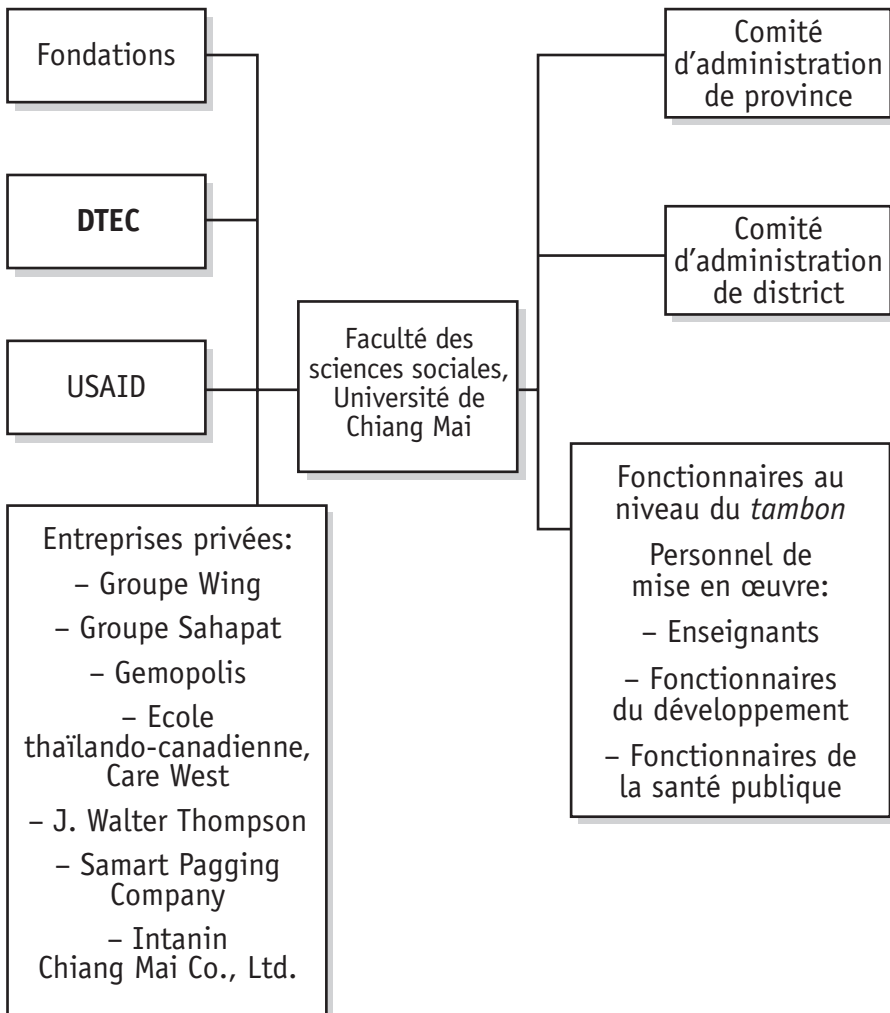 Fondations
DTEC
USAID
Entreprises privées:
– Groupe Wing
– Groupe Sahapat
– Gemopolis
– Ecole
thaïlando-canadienne,
Care West
– J. Walter Thompson
– Samart Pagging
Company
– Intanin
Chiang Mai Co., Ltd.
Faculté des
sciences sociales,
Université de
Chiang Mai
Comité
d’administration
de province
Comité
d’administration
de district
Fonctionnaires au
niveau du tambon
Personnel de
mise en œuvre:
– Enseignants
– Fonctionnaires
du développement
– Fonctionnaires de
la santé publique